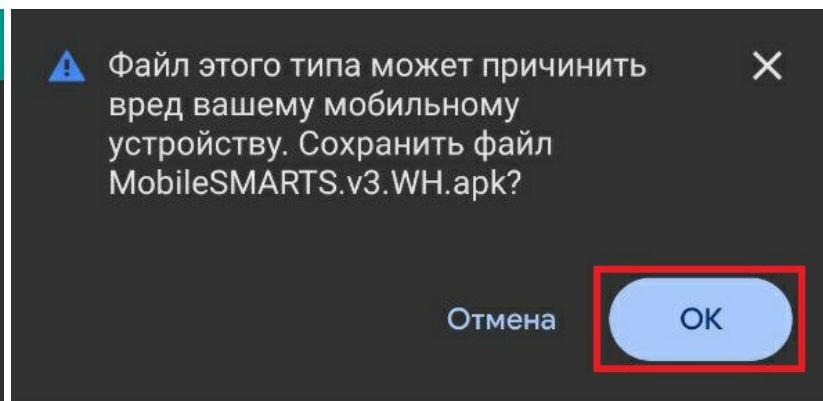 Файл этого типа может причинить
вред вашему мобильному
устройству. Сохранить файл
MobileSMARTS.v3.WH.apk?
Отмена
OK